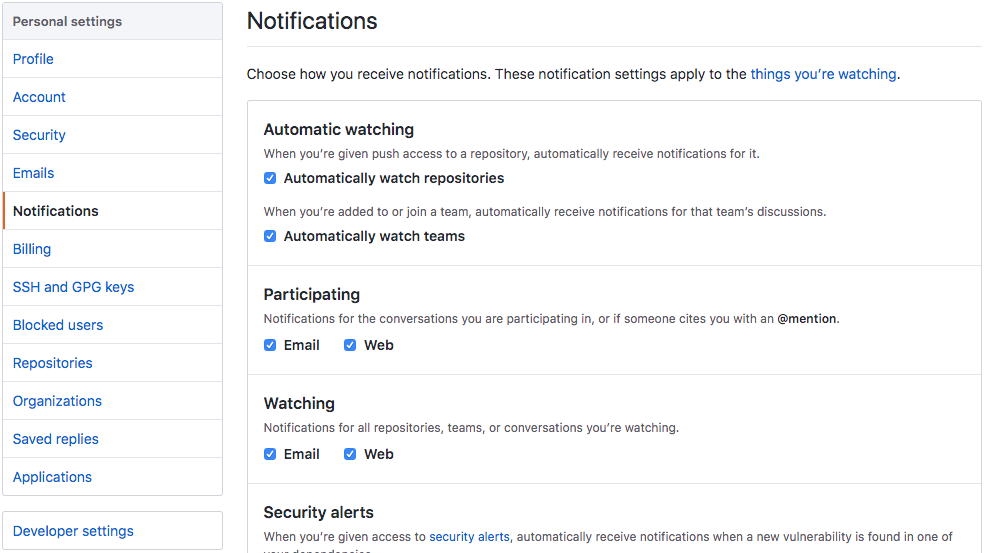 Personal settings
Profile
Account
Security
Emails
Notifications
Billing
SSH and GPG keys
Blocked users
Repositories
Organizations
Saved replies
Applications
Developer settings
Notifications
Choose how you receive notifications. These notification settings apply to the things you’re watching.
Automatic watching
When you’re given push access to a repository, automatically receive notifications for it.
Automatically watch repositories
When you’re added to or join a team, automatically receive notifications for that team’s discussions.
Automatically watch teams
Participating
Notifications for the conversations you are participating in, or if someone cites you with an @mention.
Email Web
Watching
Notifications for all repositories, teams, or conversations you’re watching.
Email Web
Security alerts
When you’re given access to security alerts, automatically receive notifications when a new vulnerability is found in one of
your dependencies.